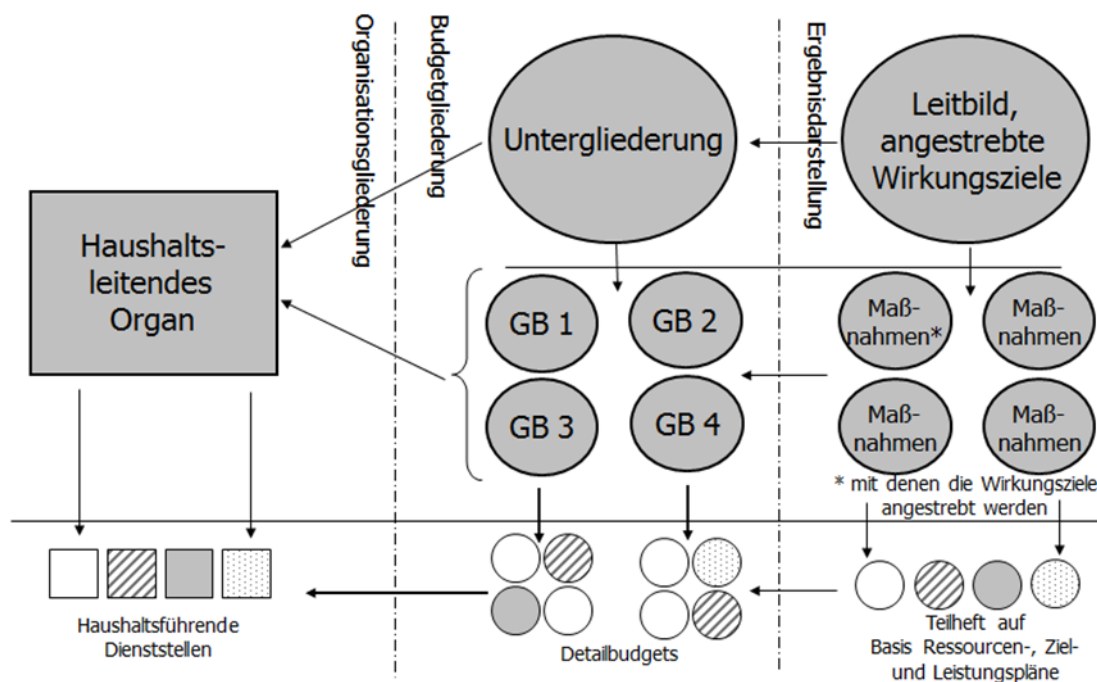 Organisationsgliederung
Budgetgliederung
Ergebnisdarstellung
Haushalts-
leitendes
Organ
Untergliederung
Leitbild,
angestrebte
Wirkungsziele
GB 1
GB 2
GB 3
GB 4
Maß-
nahmen*
Maß-
nahmen
Maß-
nahmen
Maß-
nahmen
* mit denen die Wirkungsziele
angestrebt werden
Haushaltsführende
Dienststellen
Detailbudgets
Teilheft auf
Basis Ressourcen-, Ziel-
und Leistungspläne